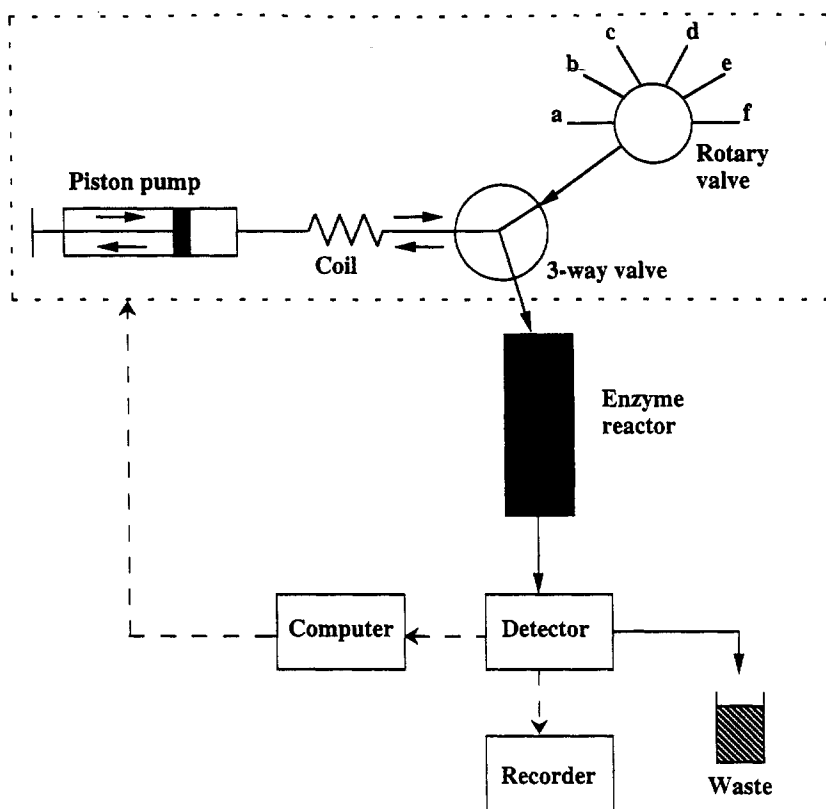 c
d
b
e
a
f
Rotary
valve
Piston pump
Coil
3-way valve
Enzyme
reactor
Computer
Detector
Recorder
Waste